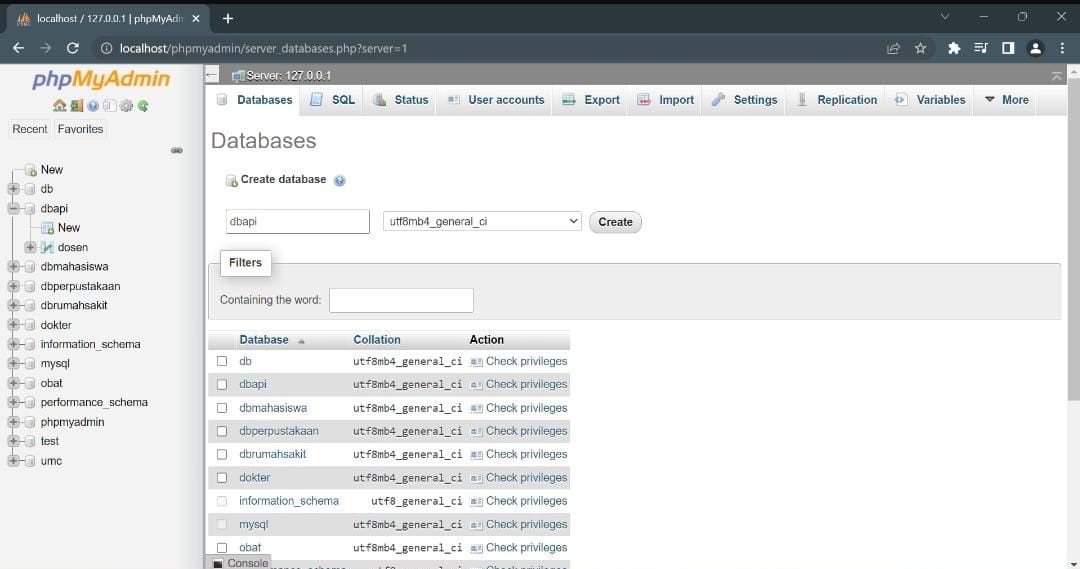 localhost / 127.0.0.1 | phpMyAdm
localhost/phpmyadmin/server_databases.php?server=1
phpMyAdmin
Recent Favorites
New
db
dbapi
New
dosen
dbmahasiswa
dbperpustakaan
dbrumahsakit
dokter
information_schema
mysql
obat
performance_schema
phpmyadmin
test
umc
Server: 127.0.0.1
Databases SQL Status User accounts Export Import Settings Replication Variables More
Databases
Create database
dbapi utf8mb4_general_ci Create
Filters
Containing the word:
Database Collation Action
db utf8mb4_general_ci Check privileges
dbapi utf8mb4_general_ci Check privileges
dbmahasiswa utf8mb4_general_ci Check privileges
dbperpustakaan utf8mb4_general_ci Check privileges
dbrumahsakit utf8mb4_general_ci Check privileges
dokter utf8mb4_general_ci Check privileges
information_schema utf8_general_ci Check privileges
mysql utf8mb4_general_ci Check privileges
obat utf8mb4_general_ci Check privileges
Console